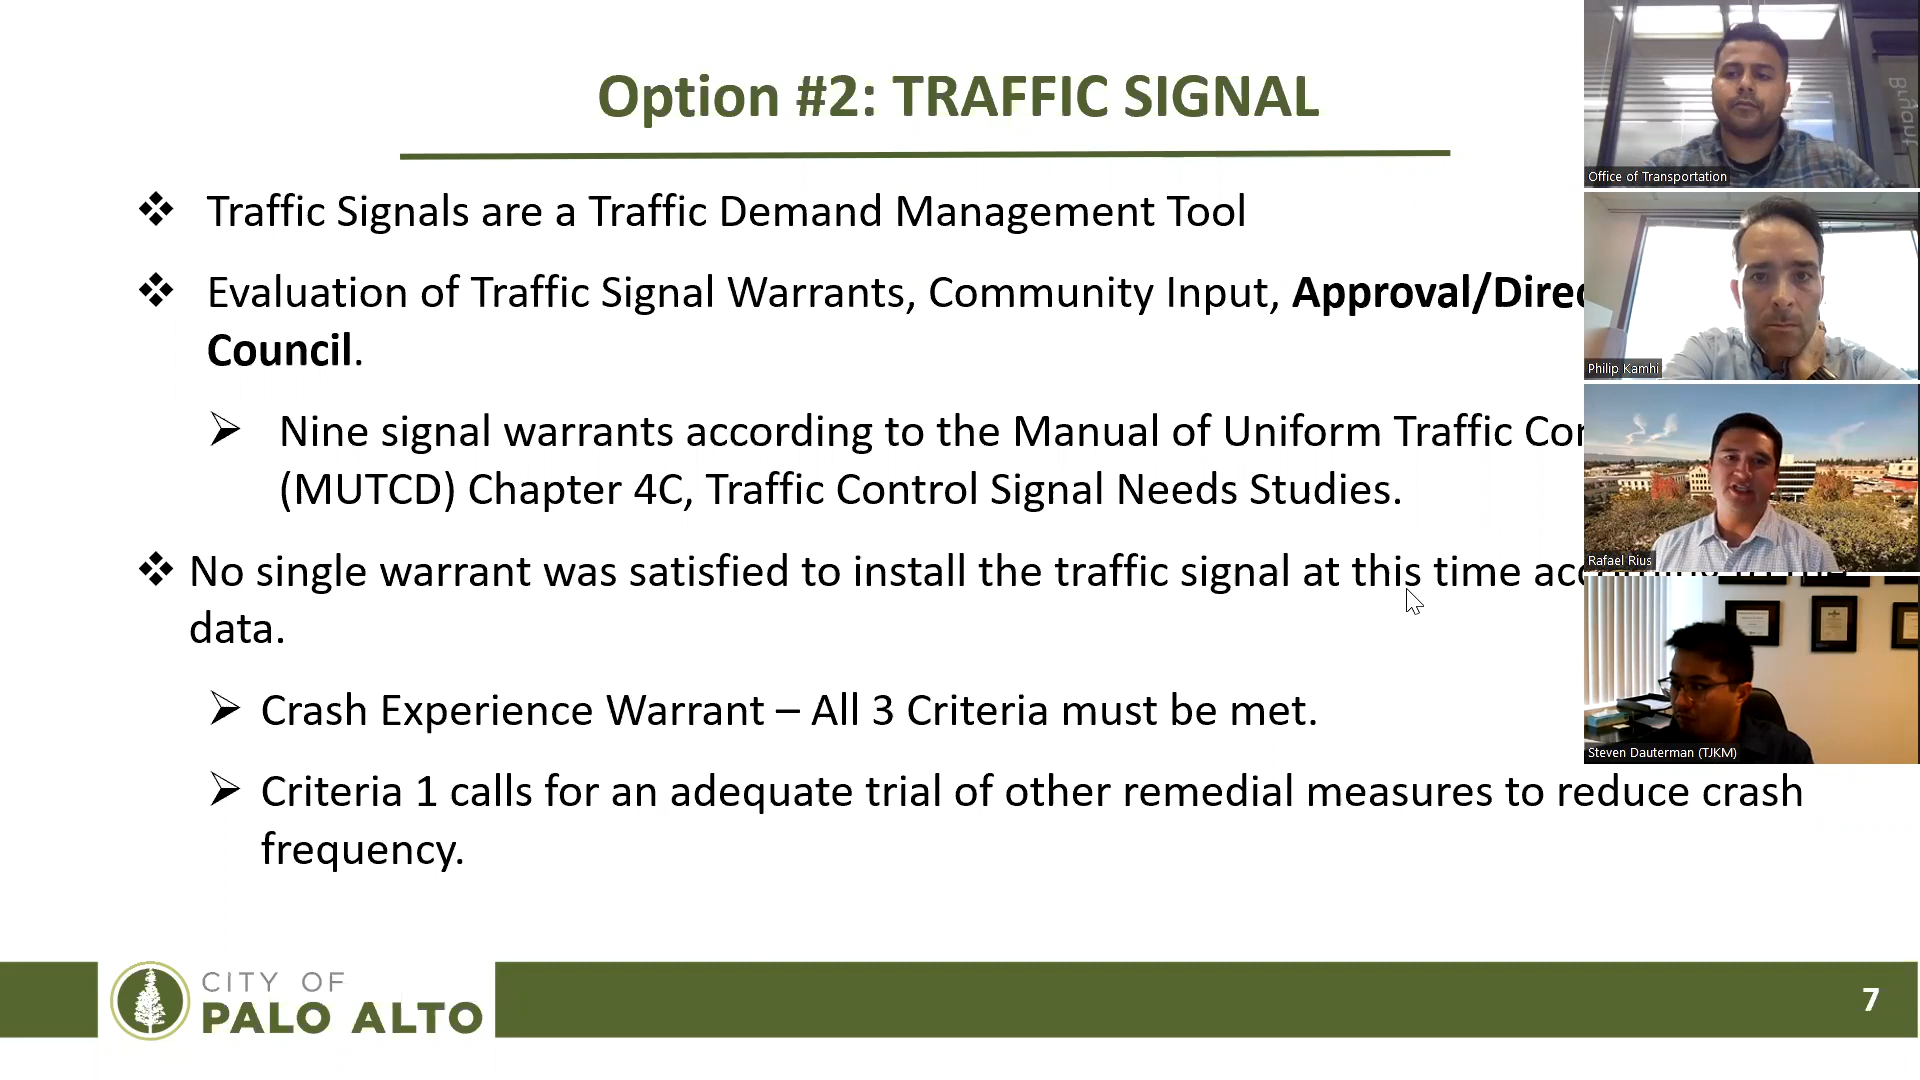 Option #2: TRAFFIC SIGNAL
Traffic Signals are a Traffic Demand Management Tool
Evaluation of Traffic Signal Warrants, Community Input, Approval/Direc
Council.
Nine signal warrants according to the Manual of Uniform Traffic Con
(MUTCD) Chapter 4C, Traffic Control Signal Needs Studies.
No single warrant was satisfied to install the traffic signal at this time
data.
Crash Experience Warrant – All 3 Criteria must be met.
Criteria 1 calls for an adequate trial of other remedial measures to reduce crash
frequency.
CITY OF
PALO ALTO
7
Office of Transportation
Philip Kamhi
Rafael Rius
Steven Dauterman (TJKM)